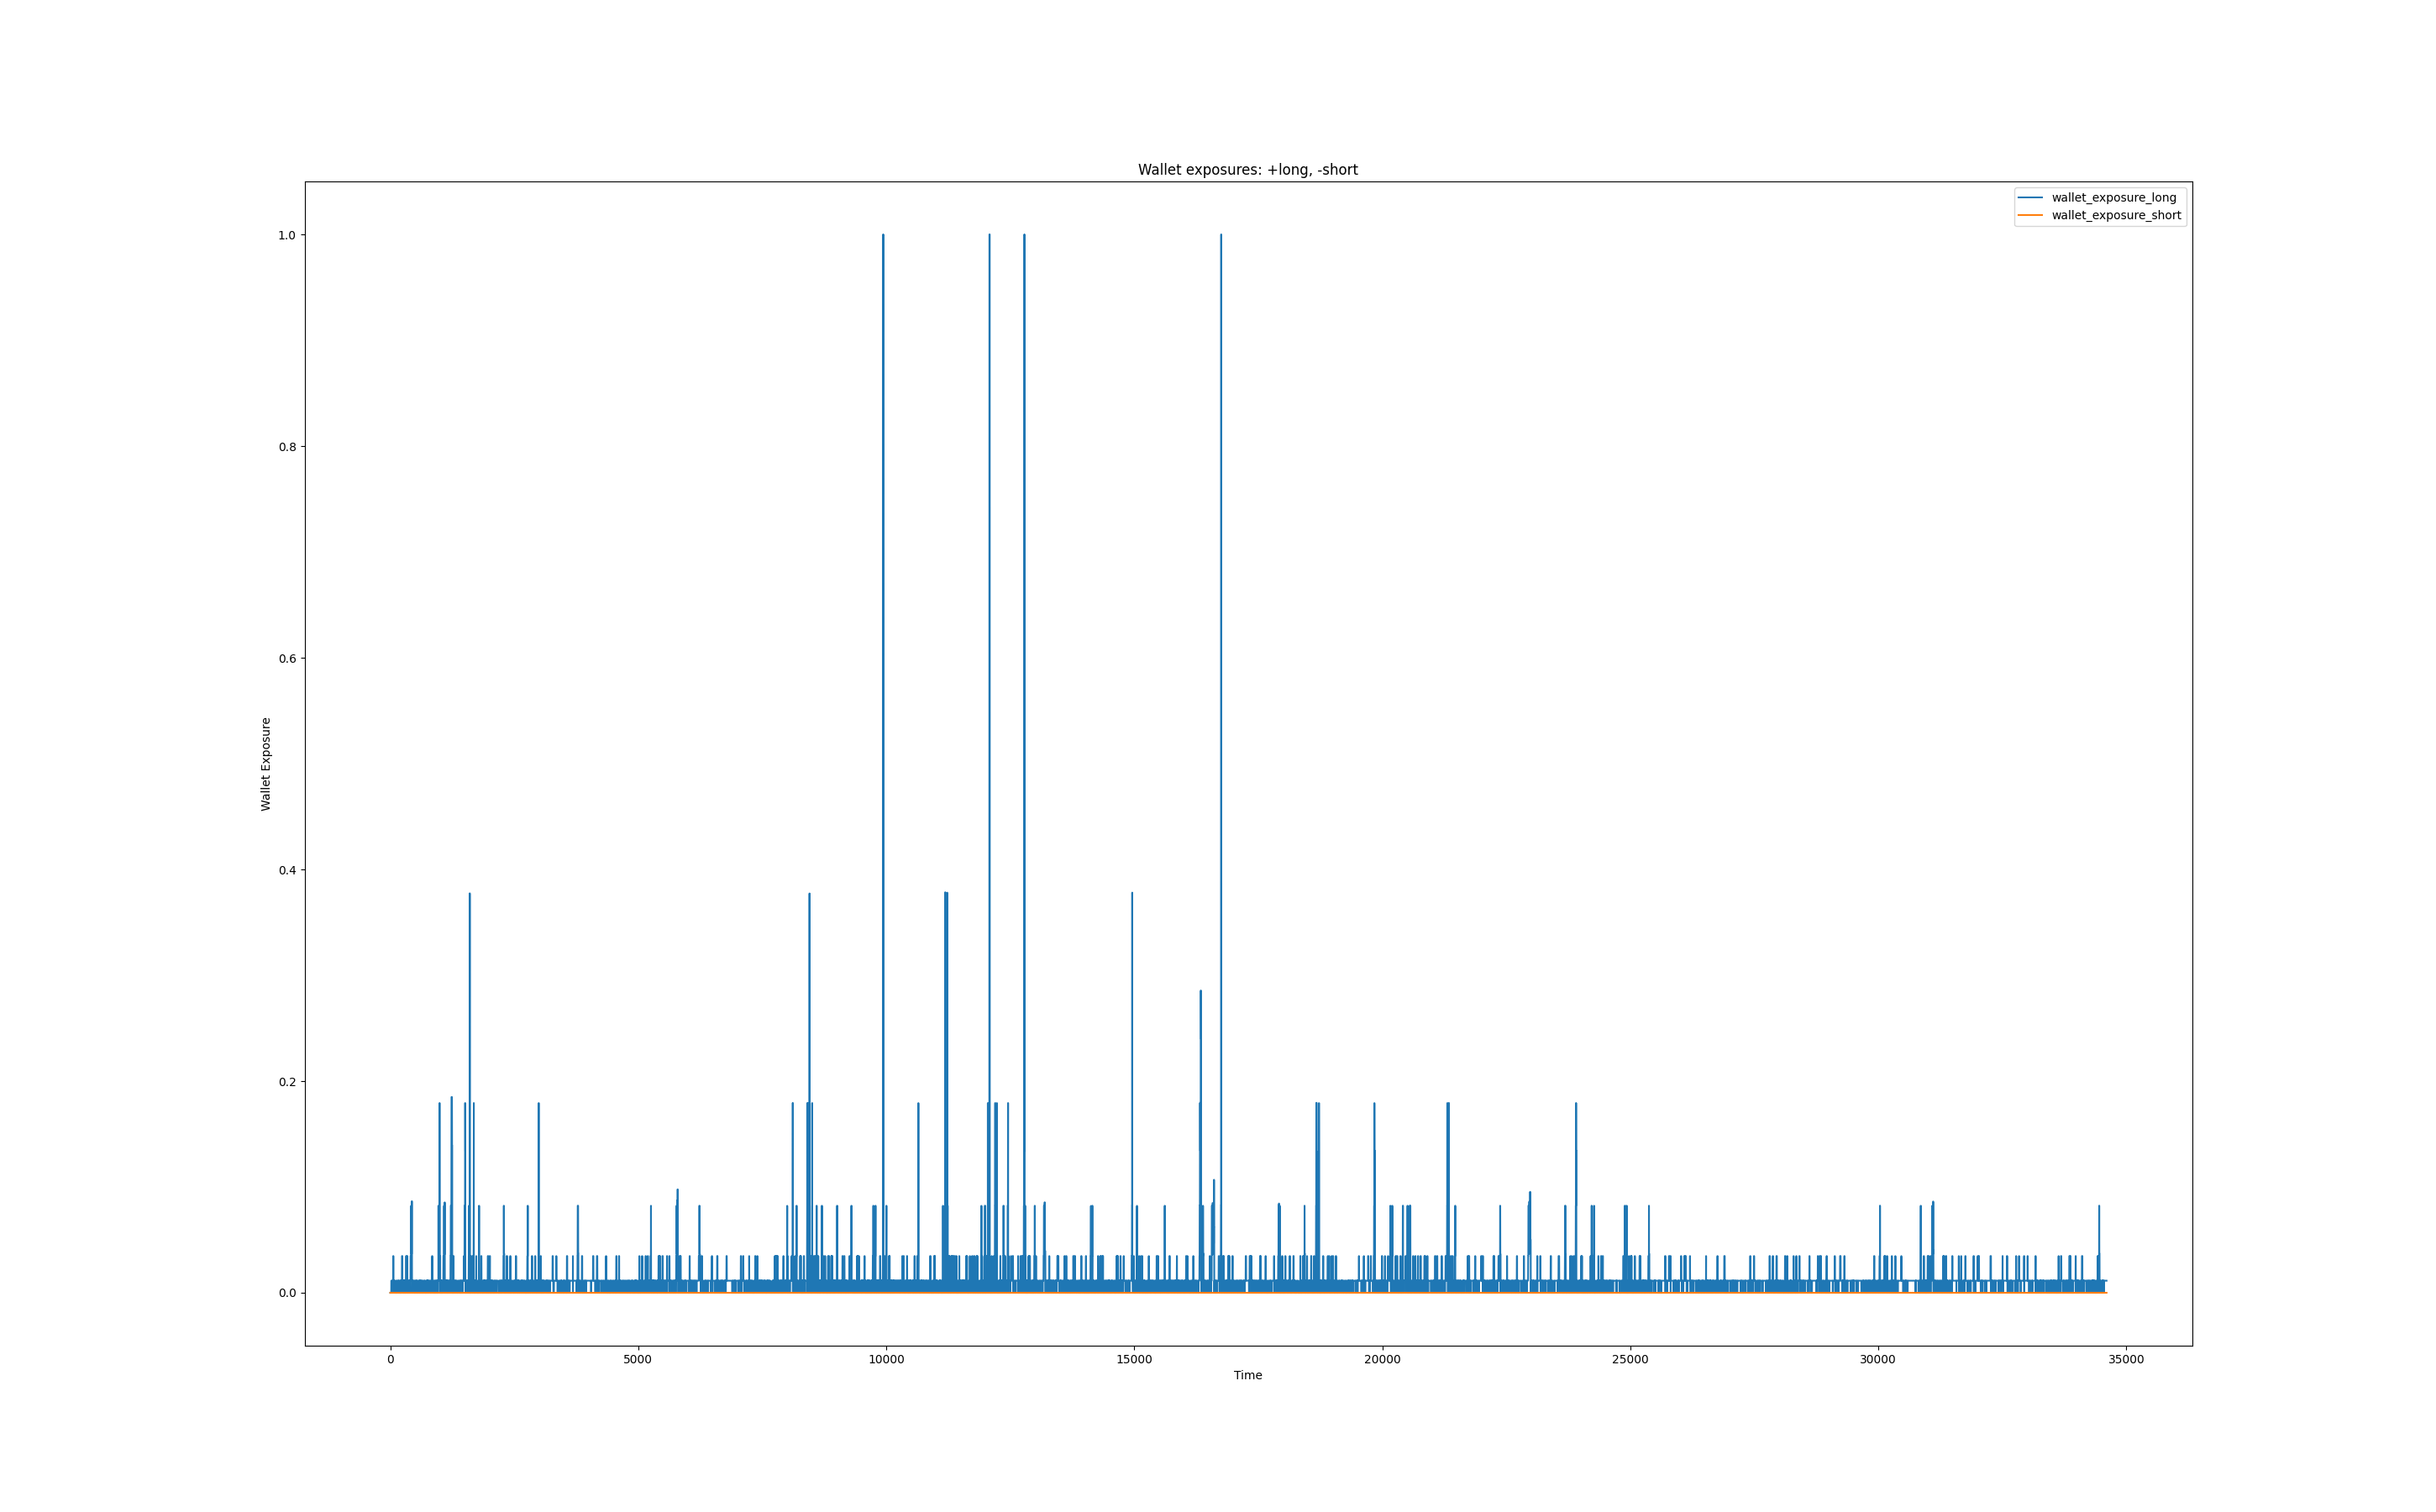 Wallet exposures: +long, -short
wallet_exposure_long
wallet_exposure_short
1.0
0.8
0.6
0.4
0.2
0.0
Wallet Exposure
0 5000 10000 15000 20000 25000 30000 35000
Time